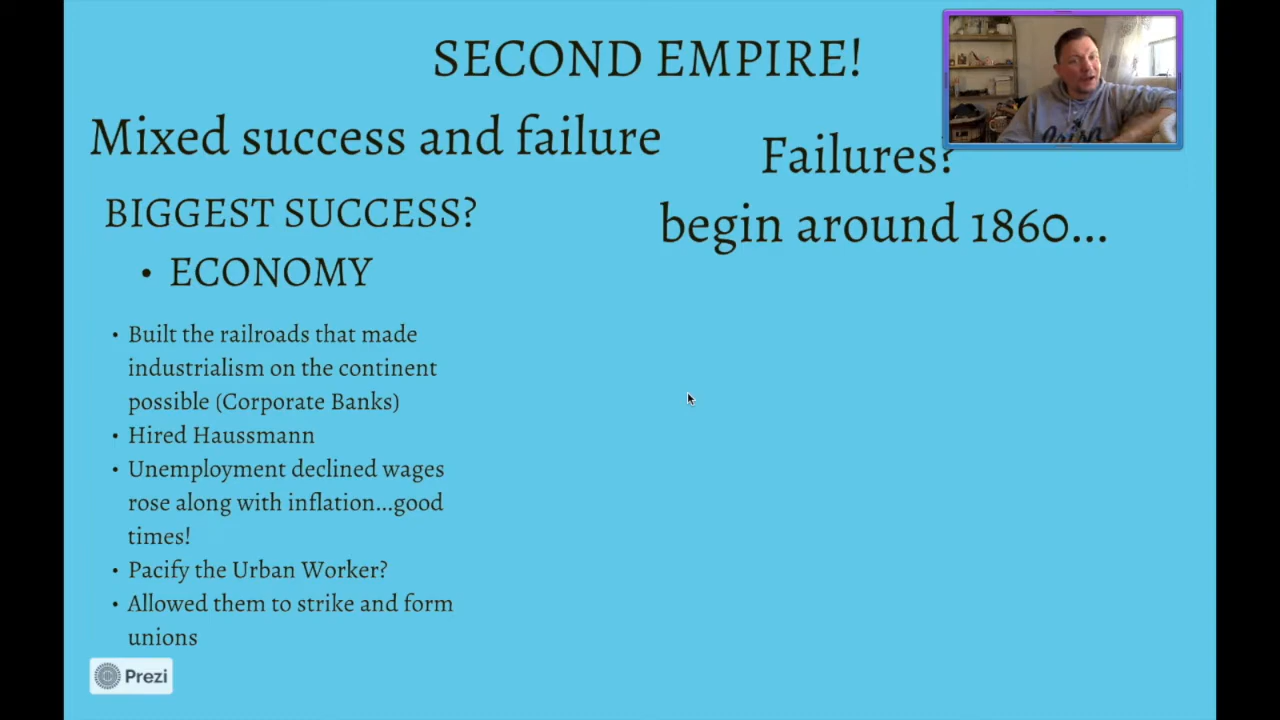 SECOND EMPIRE!
Mixed success and failure
BIGGEST SUCCESS?
• ECONOMY
• Built the railroads that made
industrialism on the continent
possible (Corporate Banks)
• Hired Haussmann
• Unemployment declined wages
rose along with inflation...good
times!
• Pacify the Urban Worker?
• Allowed them to strike and form
unions
Failures?
begin around 1860...
Prezi